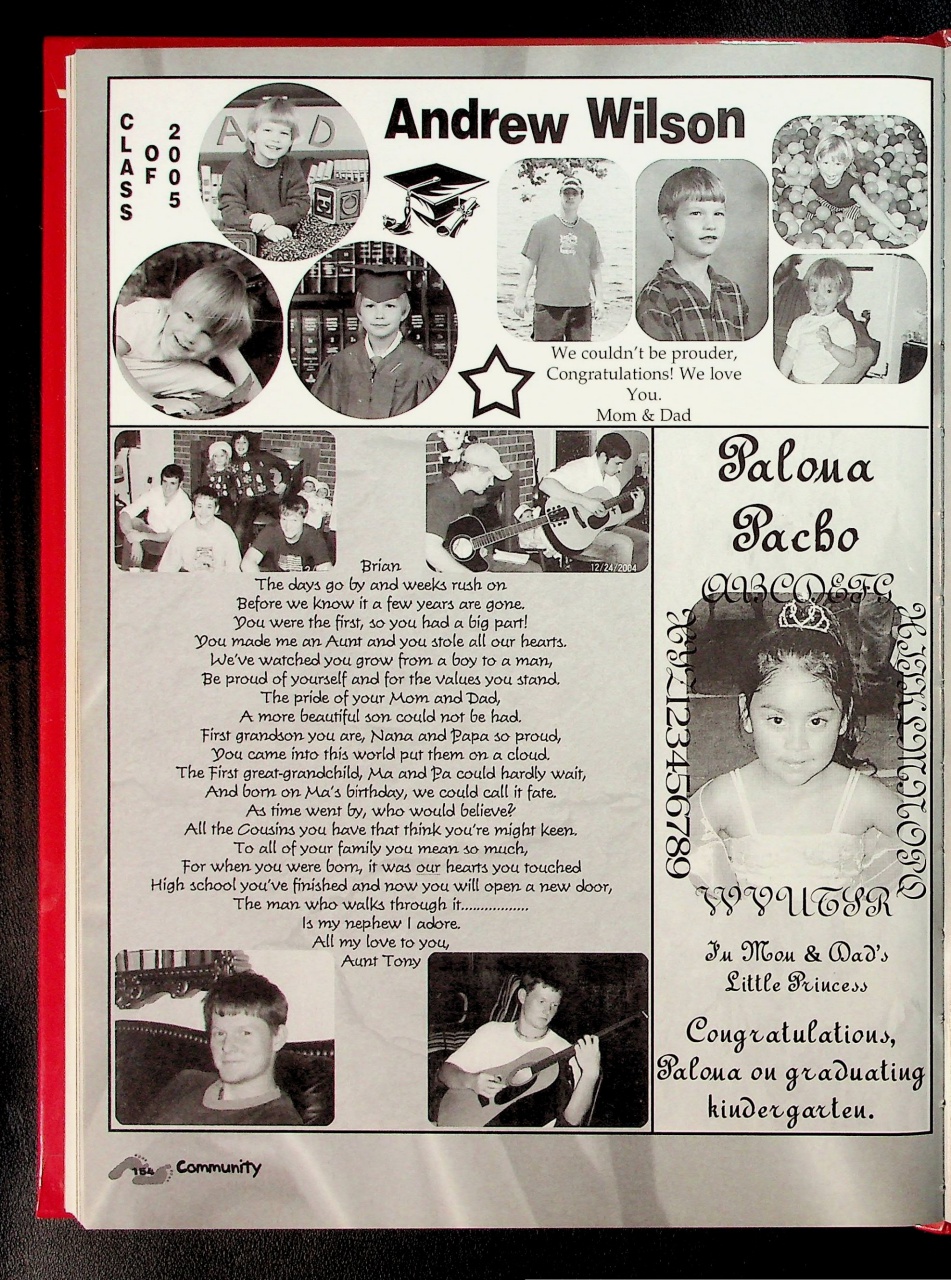 CLASS
OF
2005
Andrew Wilson
A D
We couldn't be prouder,
Congratulations! We love
You.
Mom & Dad
12/24/2004
Brian
The days go by and weeks rush on
Before we know it a few years are gone.
You were the first, so you had a big part!
You made me an Aunt and you stole all our hearts.
We've watched you grow from a boy to a man,
Be proud of yourself and for the values you stand.
The pride of your Mom and Dad,
A more beautiful son could not be had.
First grandson you are, Nana and Papa so proud,
You came into this world put them on a cloud.
The First great-grandchild, Ma and Pa could hardly wait,
And born on Ma's birthday, we could call it fate.
As time went by, who would believe?
All the Cousins you have that think you're might keen.
To all of your family you mean so much,
For when you were born, it was our hearts you touched
High school you've finished and now you will open a new door,
The man who walks through it.................
Is my nephew I adore.
All my love to you,
Aunt Tony
Paloma
Pacho
ABCDEFG
HIJKLMNOPQ
RSTUVW
XYZ123456789
I'm Mom & Dad's
Little Princess
Congratulations,
Paloma on graduating
kindergarten.
154 Community